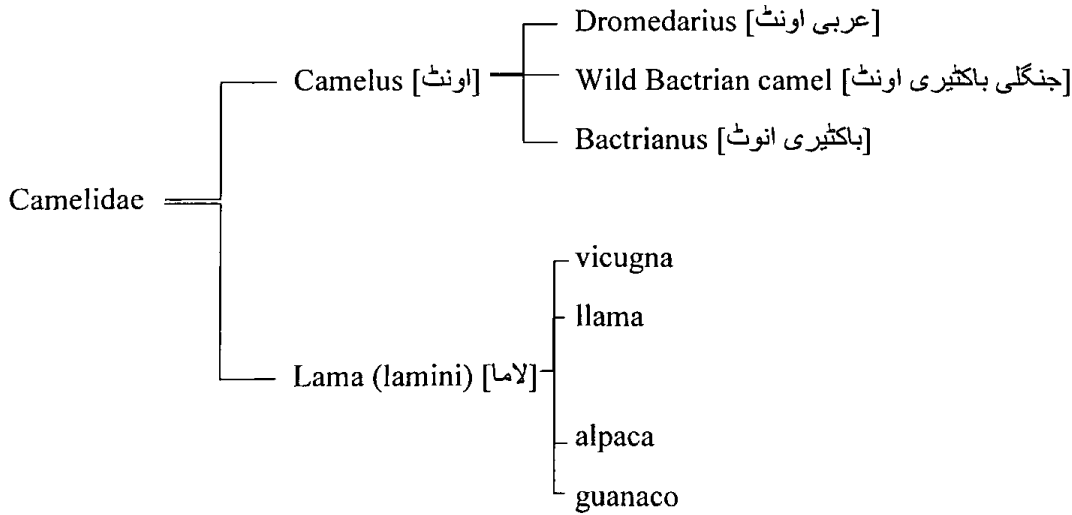 Dromedarius [عربی اونٹ]
Camelus [اونٹ]
Wild Bactrian camel [جنگلی باکٹیری اونٹ]
Bactrianus [باکٹیری انوٹ]
Camelidae
vicugna
llama
Lama (lamini) [لاما]
alpaca
guanaco